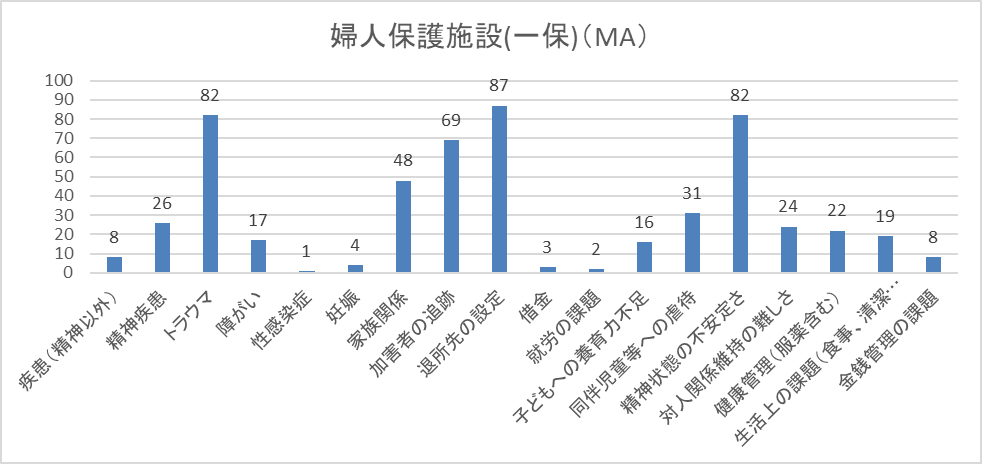 婦人保護施設(一保)（MA）
100
90
80
70
60
50
40
30
20
10
0
8
26
82
17
1
4
48
69
87
3
2
16
31
82
24
22
19
8
疾患（精神以外）
精神疾患
トラウマ
障がい
性感染症
妊娠
家族関係
加害者の追跡
退所先の設定
借金
就労の課題
子どもへの養育力不足
同伴児童等への虐待
精神状態の不安定さ
対人関係維持の難しさ
健康管理（服薬含む）
生活上の課題（食事、清潔…
金銭管理の課題